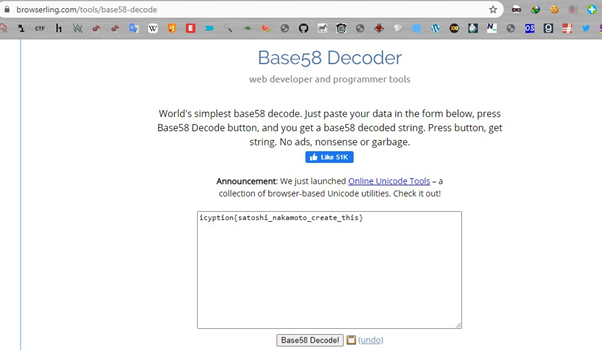 browserling.com/tools/base58-decode
CTF
Base58 Decoder
web developer and programmer tools
World's simplest base58 decode. Just paste your data in the form below, press
Base58 Decode button, and you get a base58 decoded string. Press button, get
string. No ads, nonsense or garbage.
Like 51K
Announcement: We just launched Online Unicode Tools – a
collection of browser-based Unicode utilities. Check it out!
icyption{satoshi_nakamoto_create_this}
Base58 Decode! (undo)